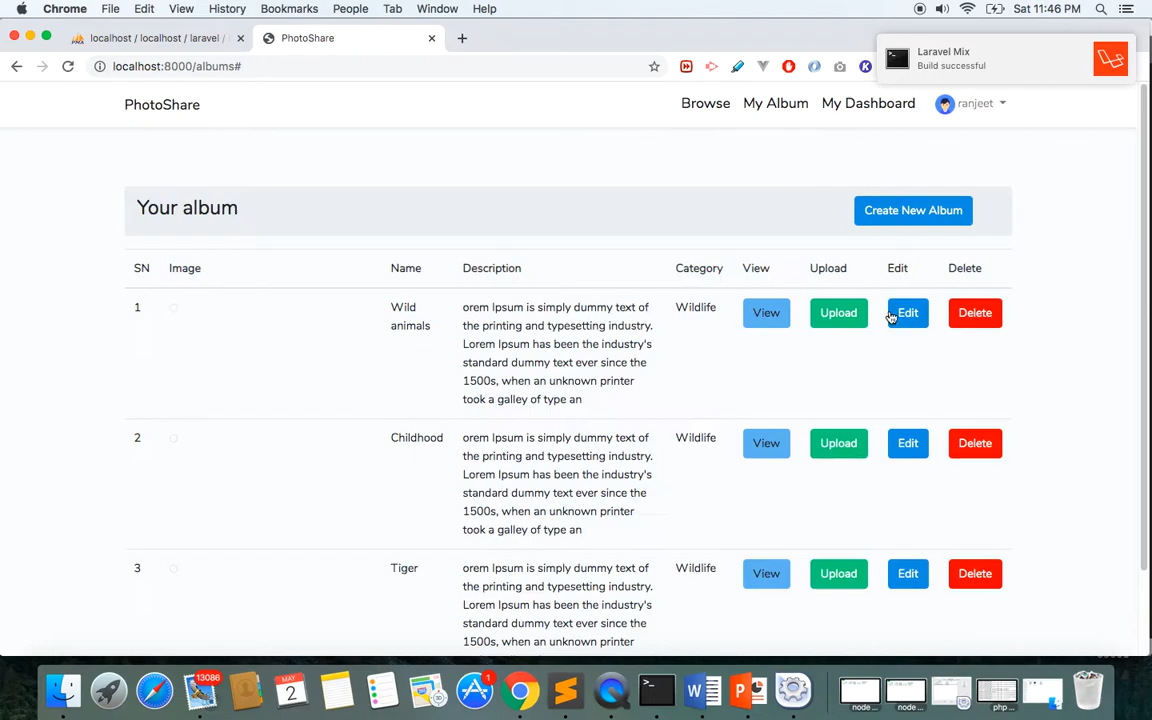 Chrome File Edit View History Bookmarks People Tab Window Help Sat 11:46 PM
localhost / localhost / laravel /
PhotoShare
localhost:8000/albums#
Laravel Mix
Build successful
PhotoShare Browse My Album My Dashboard ranjeet
Your album Create New Album
SN Image Name Description Category View Upload Edit Delete
1 Wild animals
orem Ipsum is simply dummy text of
the printing and typesetting industry.
Lorem Ipsum has been the industry's
standard dummy text ever since the
1500s, when an unknown printer
took a galley of type an
Wildlife View Upload Edit Delete
2 Childhood
orem Ipsum is simply dummy text of
the printing and typesetting industry.
Lorem Ipsum has been the industry's
standard dummy text ever since the
1500s, when an unknown printer
took a galley of type an
Wildlife View Upload Edit Delete
3 Tiger
orem Ipsum is simply dummy text of
the printing and typesetting industry.
Lorem Ipsum has been the industry's
standard dummy text ever since the
1500s, when an unknown printer
Wildlife View Upload Edit Delete
13086
MAY
2
1
node ...
node ...
php ...